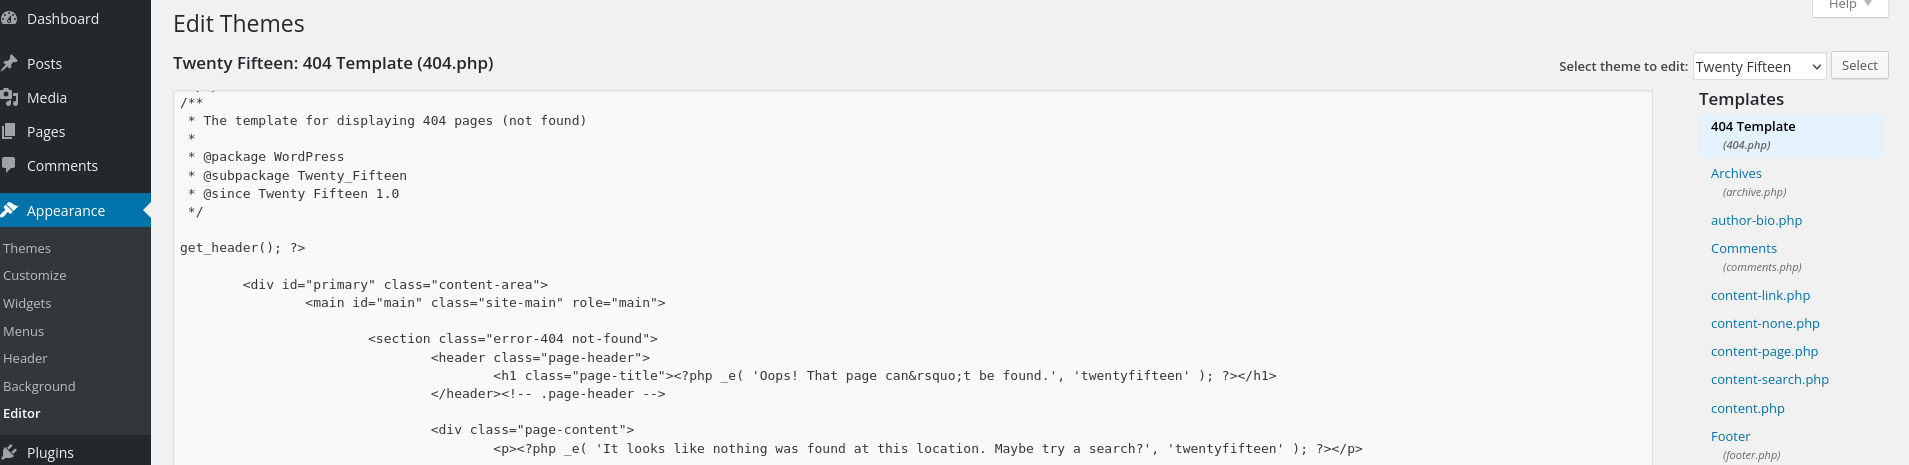 Dashboard
Posts
Media
Pages
Comments
Appearance
Themes
Customize
Widgets
Menus
Header
Background
Editor
Plugins
Help
Edit Themes
Twenty Fifteen: 404 Template (404.php)
Select theme to edit: Twenty Fifteen Select
/**
 * The template for displaying 404 pages (not found)
 *
 * @package WordPress
 * @subpackage Twenty_Fifteen
 * @since Twenty Fifteen 1.0
 */
get_header(); ?>
<div id="primary" class="content-area">
<main id="main" class="site-main" role="main">
<section class="error-404 not-found">
<header class="page-header">
<h1 class="page-title"><?php _e( 'Oops! That page can&rsquo;t be found.', 'twentyfifteen' ); ?></h1>
</header><!-- .page-header -->
<div class="page-content">
<p><?php _e( 'It looks like nothing was found at this location. Maybe try a search?', 'twentyfifteen' ); ?></p>
Templates
404 Template
(404.php)
Archives
(archive.php)
author-bio.php
Comments
(comments.php)
content-link.php
content-none.php
content-page.php
content-search.php
content.php
Footer
(footer.php)